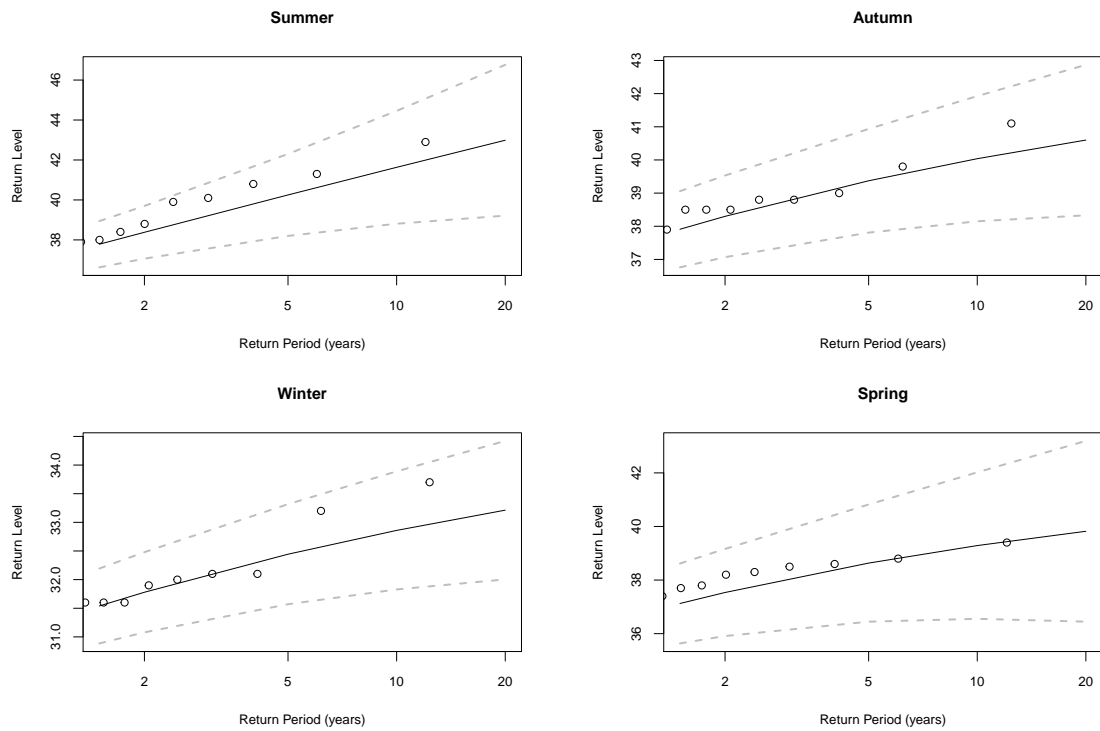 Summer
Return Level
46
44
42
40
38
2 5 10 20
Return Period (years)
Autumn
Return Level
43
42
41
40
39
38
37
2 5 10 20
Return Period (years)
Winter
Return Level
34.0
33.0
32.0
31.0
2 5 10 20
Return Period (years)
Spring
Return Level
42
40
38
36
2 5 10 20
Return Period (years)